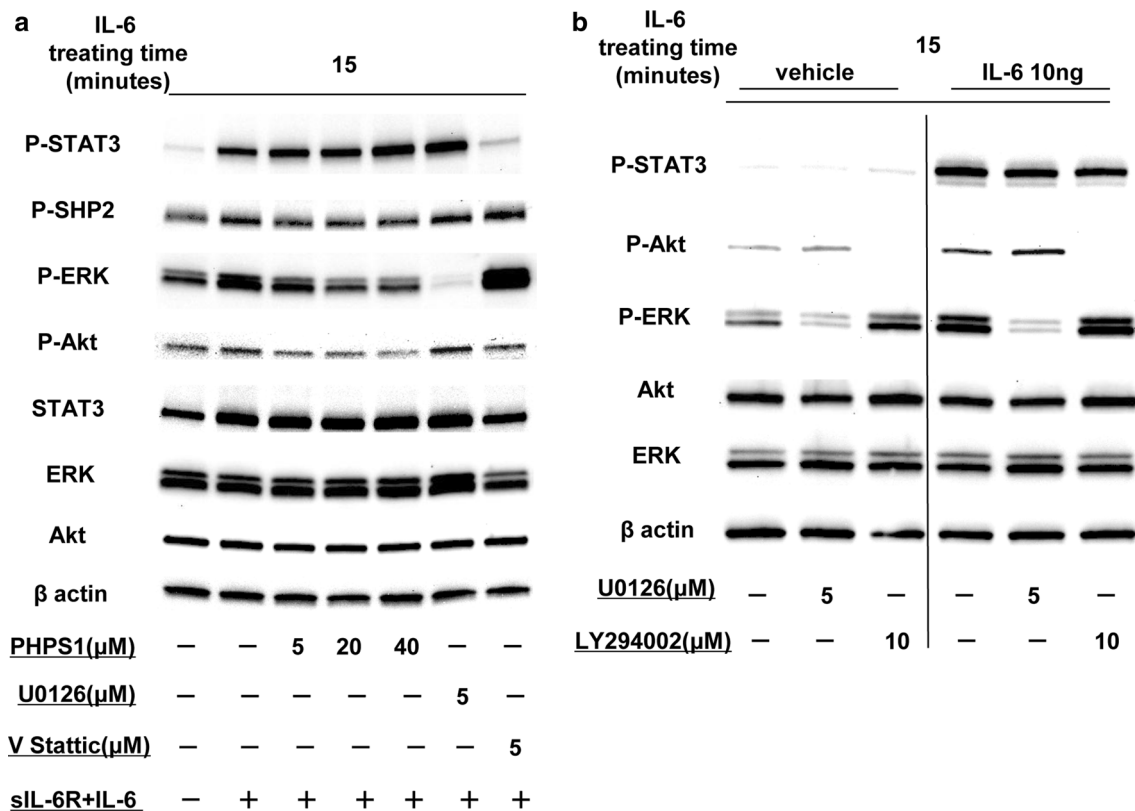 a
IL-6
treating time
(minutes)
15
P-STAT3
P-SHP2
P-ERK
P-Akt
STAT3
ERK
Akt
β actin
PHPS1(μM) – – 5 20 40 – –
U0126(μM) – – – – – 5 –
V Stattic(μM) – – – – – – 5
sIL-6R+IL-6 – + + + + + +
b
IL-6
treating time
(minutes)
15
vehicle IL-6 10ng
P-STAT3
P-Akt
P-ERK
Akt
ERK
β actin
U0126(μM) – 5 – – 5 –
LY294002(μM) – – 10 – – 10